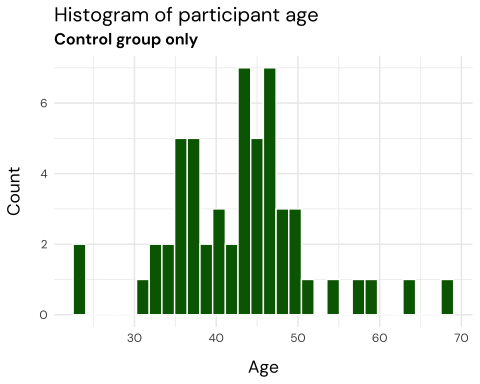 Histogram of participant age
Control group only
Count
6
4
2
0
30 40 50 60 70
Age